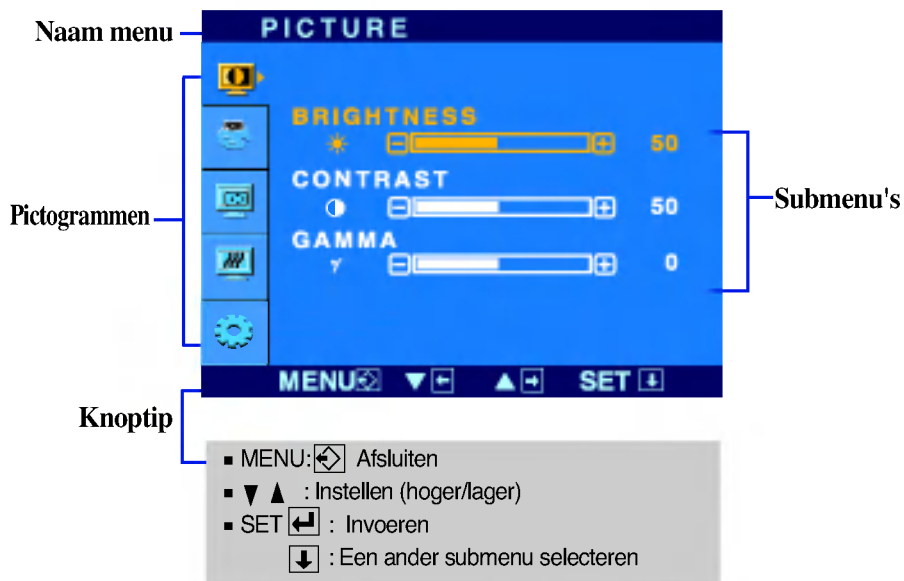 Naam menu
PICTURE
BRIGHTNESS
50
CONTRAST
50
GAMMA
γ 0
Pictogrammen
Submenu's
MENU ▼ ▲ SET
Knoptip
▪ MENU: Afsluiten
▪ ▼ ▲ : Instellen (hoger/lager)
▪ SET : Invoeren
: Een ander submenu selecteren